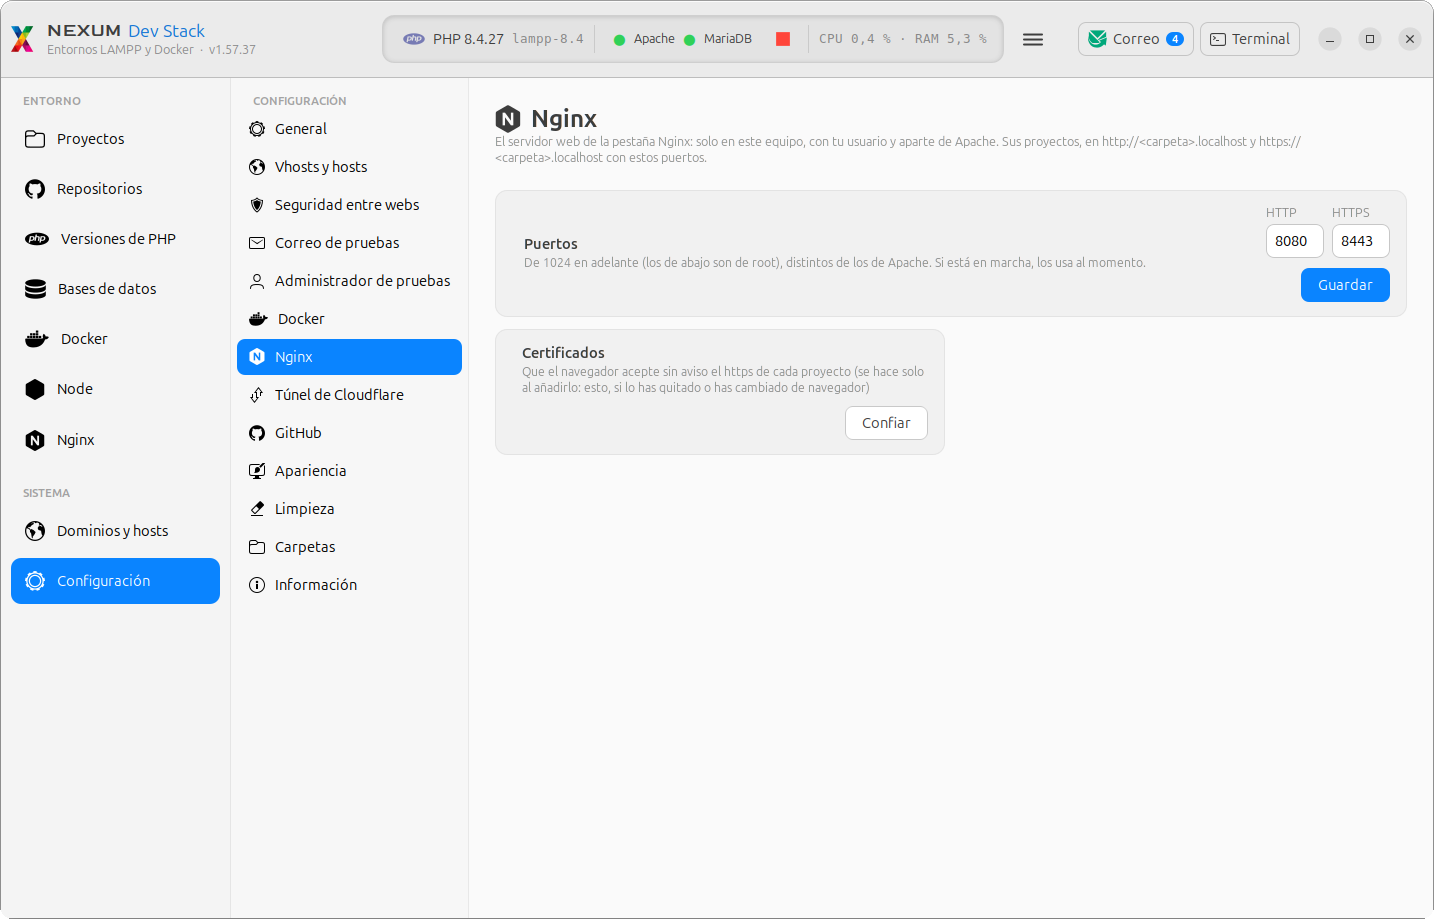 NEXUM Dev Stack
Entornos LAMPP y Docker · v1.57.37
php PHP 8.4.27 lampp-8.4
Apache MariaDB
CPU 0,4 % · RAM 5,3 %
Correo 4
Terminal
ENTORNO
Proyectos
Repositorios
php Versiones de PHP
Bases de datos
Docker
Node
N Nginx
SISTEMA
Dominios y hosts
Configuración
CONFIGURACIÓN
General
Vhosts y hosts
Seguridad entre webs
Correo de pruebas
Administrador de pruebas
Docker
N Nginx
Túnel de Cloudflare
GitHub
Apariencia
Limpieza
Carpetas
Información
N Nginx
El servidor web de la pestaña Nginx: solo en este equipo, con tu usuario y aparte de Apache. Sus proyectos, en http://<carpeta>.localhost y https://
<carpeta>.localhost con estos puertos.
HTTP HTTPS
8080 8443
Puertos
De 1024 en adelante (los de abajo son de root), distintos de los de Apache. Si está en marcha, los usa al momento.
Guardar
Certificados
Que el navegador acepte sin aviso el https de cada proyecto (se hace solo
al añadirlo: esto, si lo has quitado o has cambiado de navegador)
Confiar